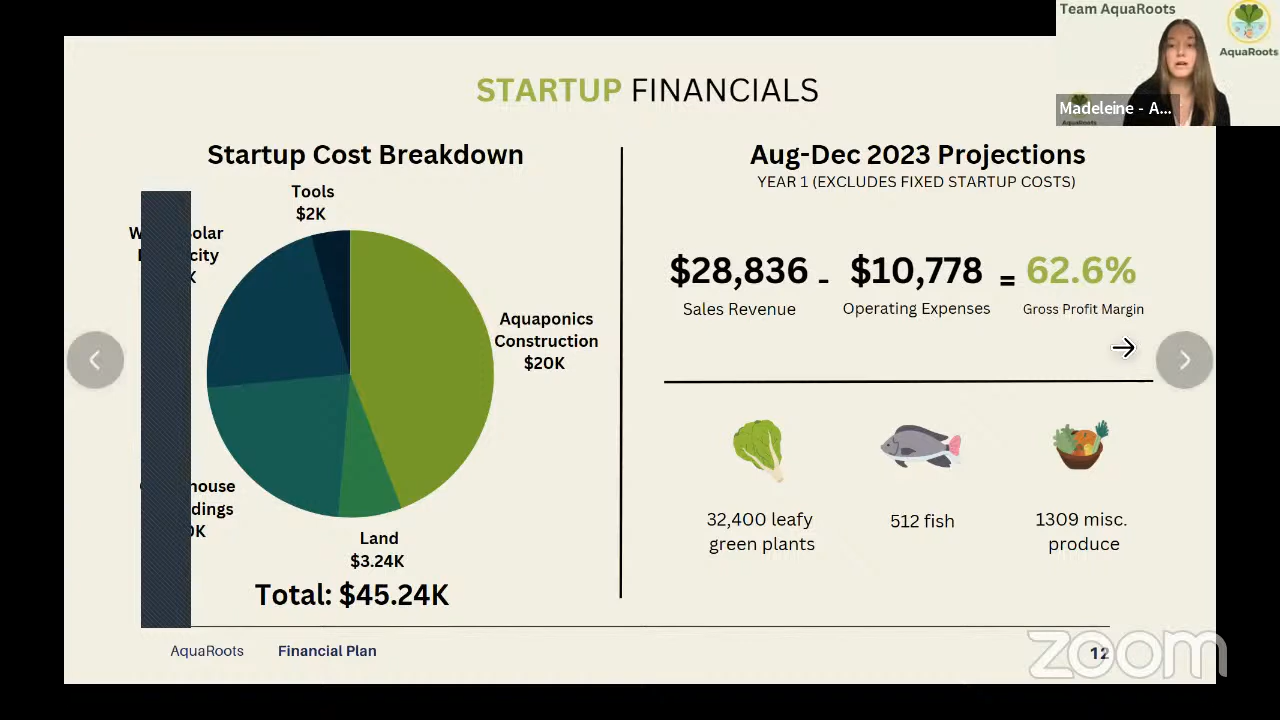 Team AquaRoots
AquaRoots
Madeleine - A...
AquaRoots
STARTUP FINANCIALS
Startup Cost Breakdown
Tools
$2K
Aquaponics
Construction
$20K
Land
$3.24K
Total: $45.24K
Aug-Dec 2023 Projections
YEAR 1 (EXCLUDES FIXED STARTUP COSTS)
$28,836 - $10,778 = 62.6%
Sales Revenue Operating Expenses Gross Profit Margin
32,400 leafy
green plants
512 fish
1309 misc.
produce
AquaRoots Financial Plan 12
zoom